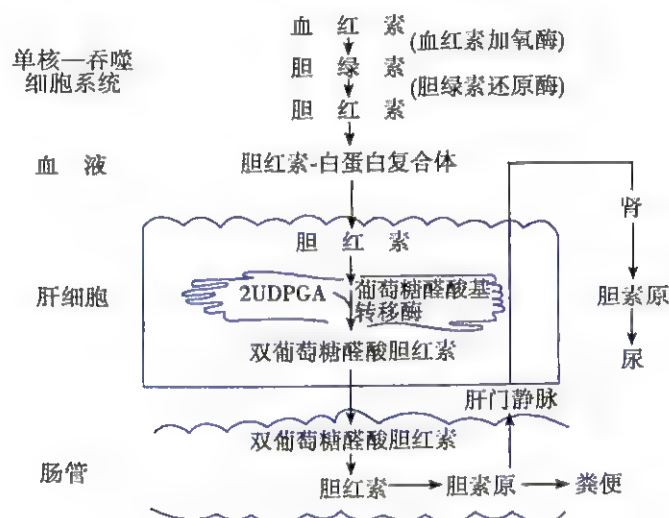 血红素
(血红素加氧酶)
单核—吞噬
细胞系统
胆绿素
(胆绿素还原酶)
胆红素
血液
胆红素-白蛋白复合体
肾
胆红素
肝细胞
2UDPGA
葡萄糖醛酸基
转移酶
胆素原
双葡萄糖醛酸胆红素
尿
肝门静脉
双葡萄糖醛酸胆红素
肠管
胆红素
胆素原
粪便